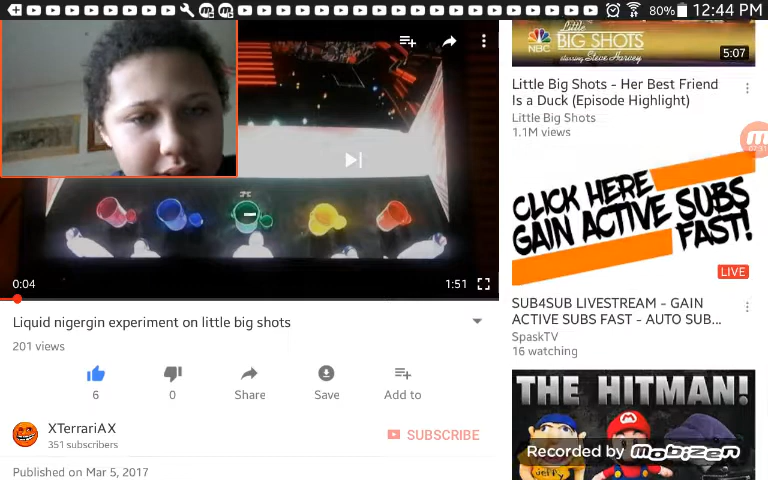 80% 12:44 PM
0:04
1:51
Liquid nigergin experiment on little big shots
201 views
6
0
Share
Save
Add to
XTerrariAX
351 subscribers
SUBSCRIBE
Published on Mar 5, 2017
NBC
Little
BIG SHOTS
starring Steve Harvey
5:07
Little Big Shots - Her Best Friend
Is a Duck (Episode Highlight)
Little Big Shots
1.1M views
CLICK HERE
GAIN ACTIVE SUBS
FAST!
LIVE
SUB4SUB LIVESTREAM - GAIN
ACTIVE SUBS FAST - AUTO SUB...
SpaskTV
16 watching
THE HITMAN!
Jeffy
Recorded by mobizen